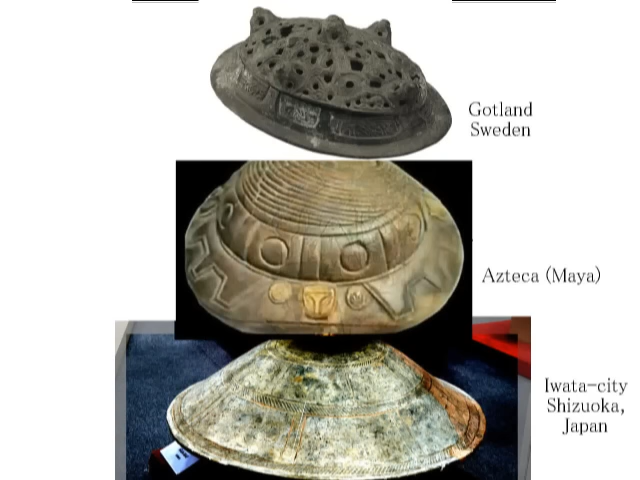 Gotland
Sweden
Azteca (Maya)
Iwata-city
Shizuoka,
Japan